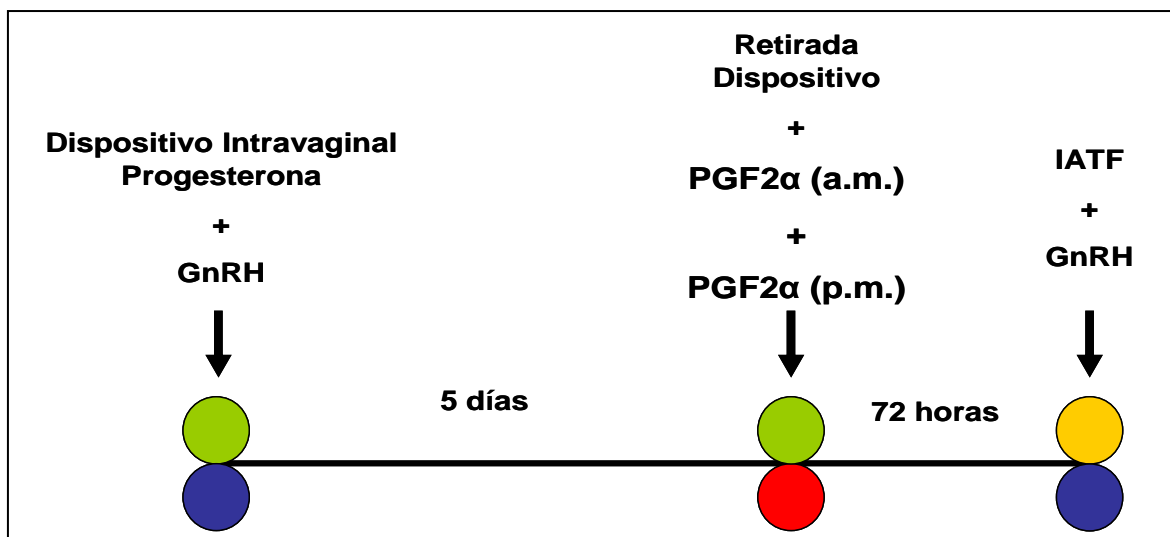 Dispositivo Intravaginal
Progesterona
+
GnRH
5 días
Retirada
Dispositivo
+
PGF2α (a.m.)
+
PGF2α (p.m.)
72 horas
IATF
+
GnRH